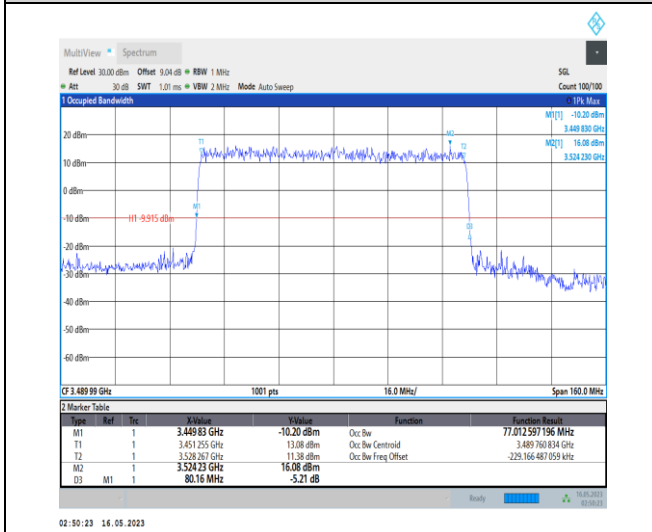 MultiView Spectrum
Ref Level 30.00 dBm Offset 9.04 dB RBW 1 MHz SGL
Att 30 dB SWT 1.01 ms VBW 2 MHz Mode Auto Sweep Count 100/100
1 Occupied Bandwidth 1Pk Max
M1[1] -10.20 dBm
3.449 830 GHz
M2[1] 16.08 dBm
3.524 230 GHz
20 dBm
M2
T1
T2
10 dBm
0 dBm
M1
-10 dBm
H1 -9.915 dBm
D3
-20 dBm
-30 dBm
-40 dBm
-50 dBm
-60 dBm
CF 3.489 99 GHz 1001 pts 16.0 MHz/ Span 160.0 MHz
2 Marker Table
Type Ref Trc X-Value Y-Value Function Function Result
M1 1 3.449 83 GHz -10.20 dBm Occ Bw 77.012 597 196 MHz
T1 1 3.451 255 GHz 13.08 dBm Occ Bw Centroid 3.489 760 834 GHz
T2 1 3.528 267 GHz 11.38 dBm Occ Bw Freq Offset -229.166 487 059 kHz
M2 1 3.524 23 GHz 16.08 dBm
D3 M1 1 80.16 MHz -5.21 dB
Ready 16.05.2023
02:50:23
02:50:23 16.05.2023